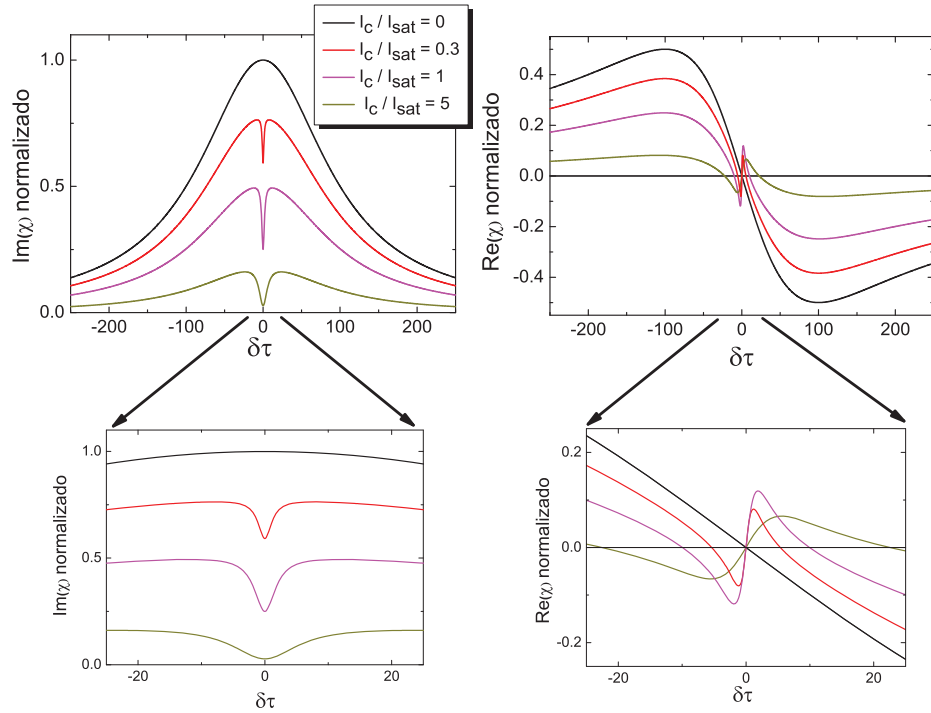 I_c / I_sat = 0
I_c / I_sat = 0.3
I_c / I_sat = 1
I_c / I_sat = 5
Im(χ) normalizado
1.0
0.5
0.0
-200
-100
0
100
200
δτ
Re(χ) normalizado
0.4
0.2
0.0
-0.2
-0.4
-200
-100
0
100
200
δτ
Im(χ) normalizado
1.0
0.5
0.0
-20
0
20
δτ
Re(χ) normalizado
0.2
0.0
-0.2
-20
0
20
δτ